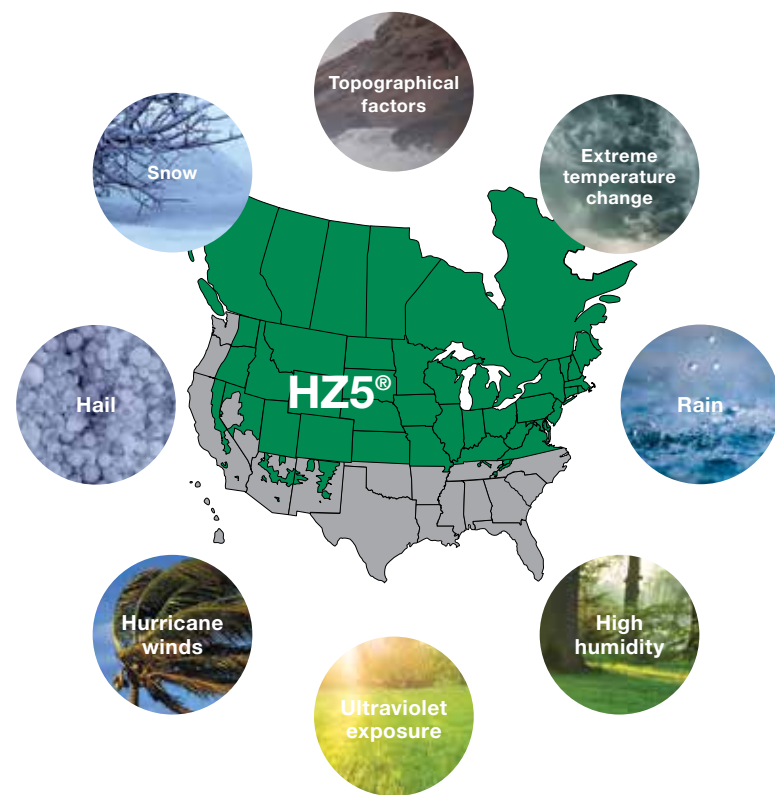 Topographical
factors
Snow
Extreme
temperature
change
HZ5®
Hail
Rain
Hurricane
winds
High
humidity
Ultraviolet
exposure